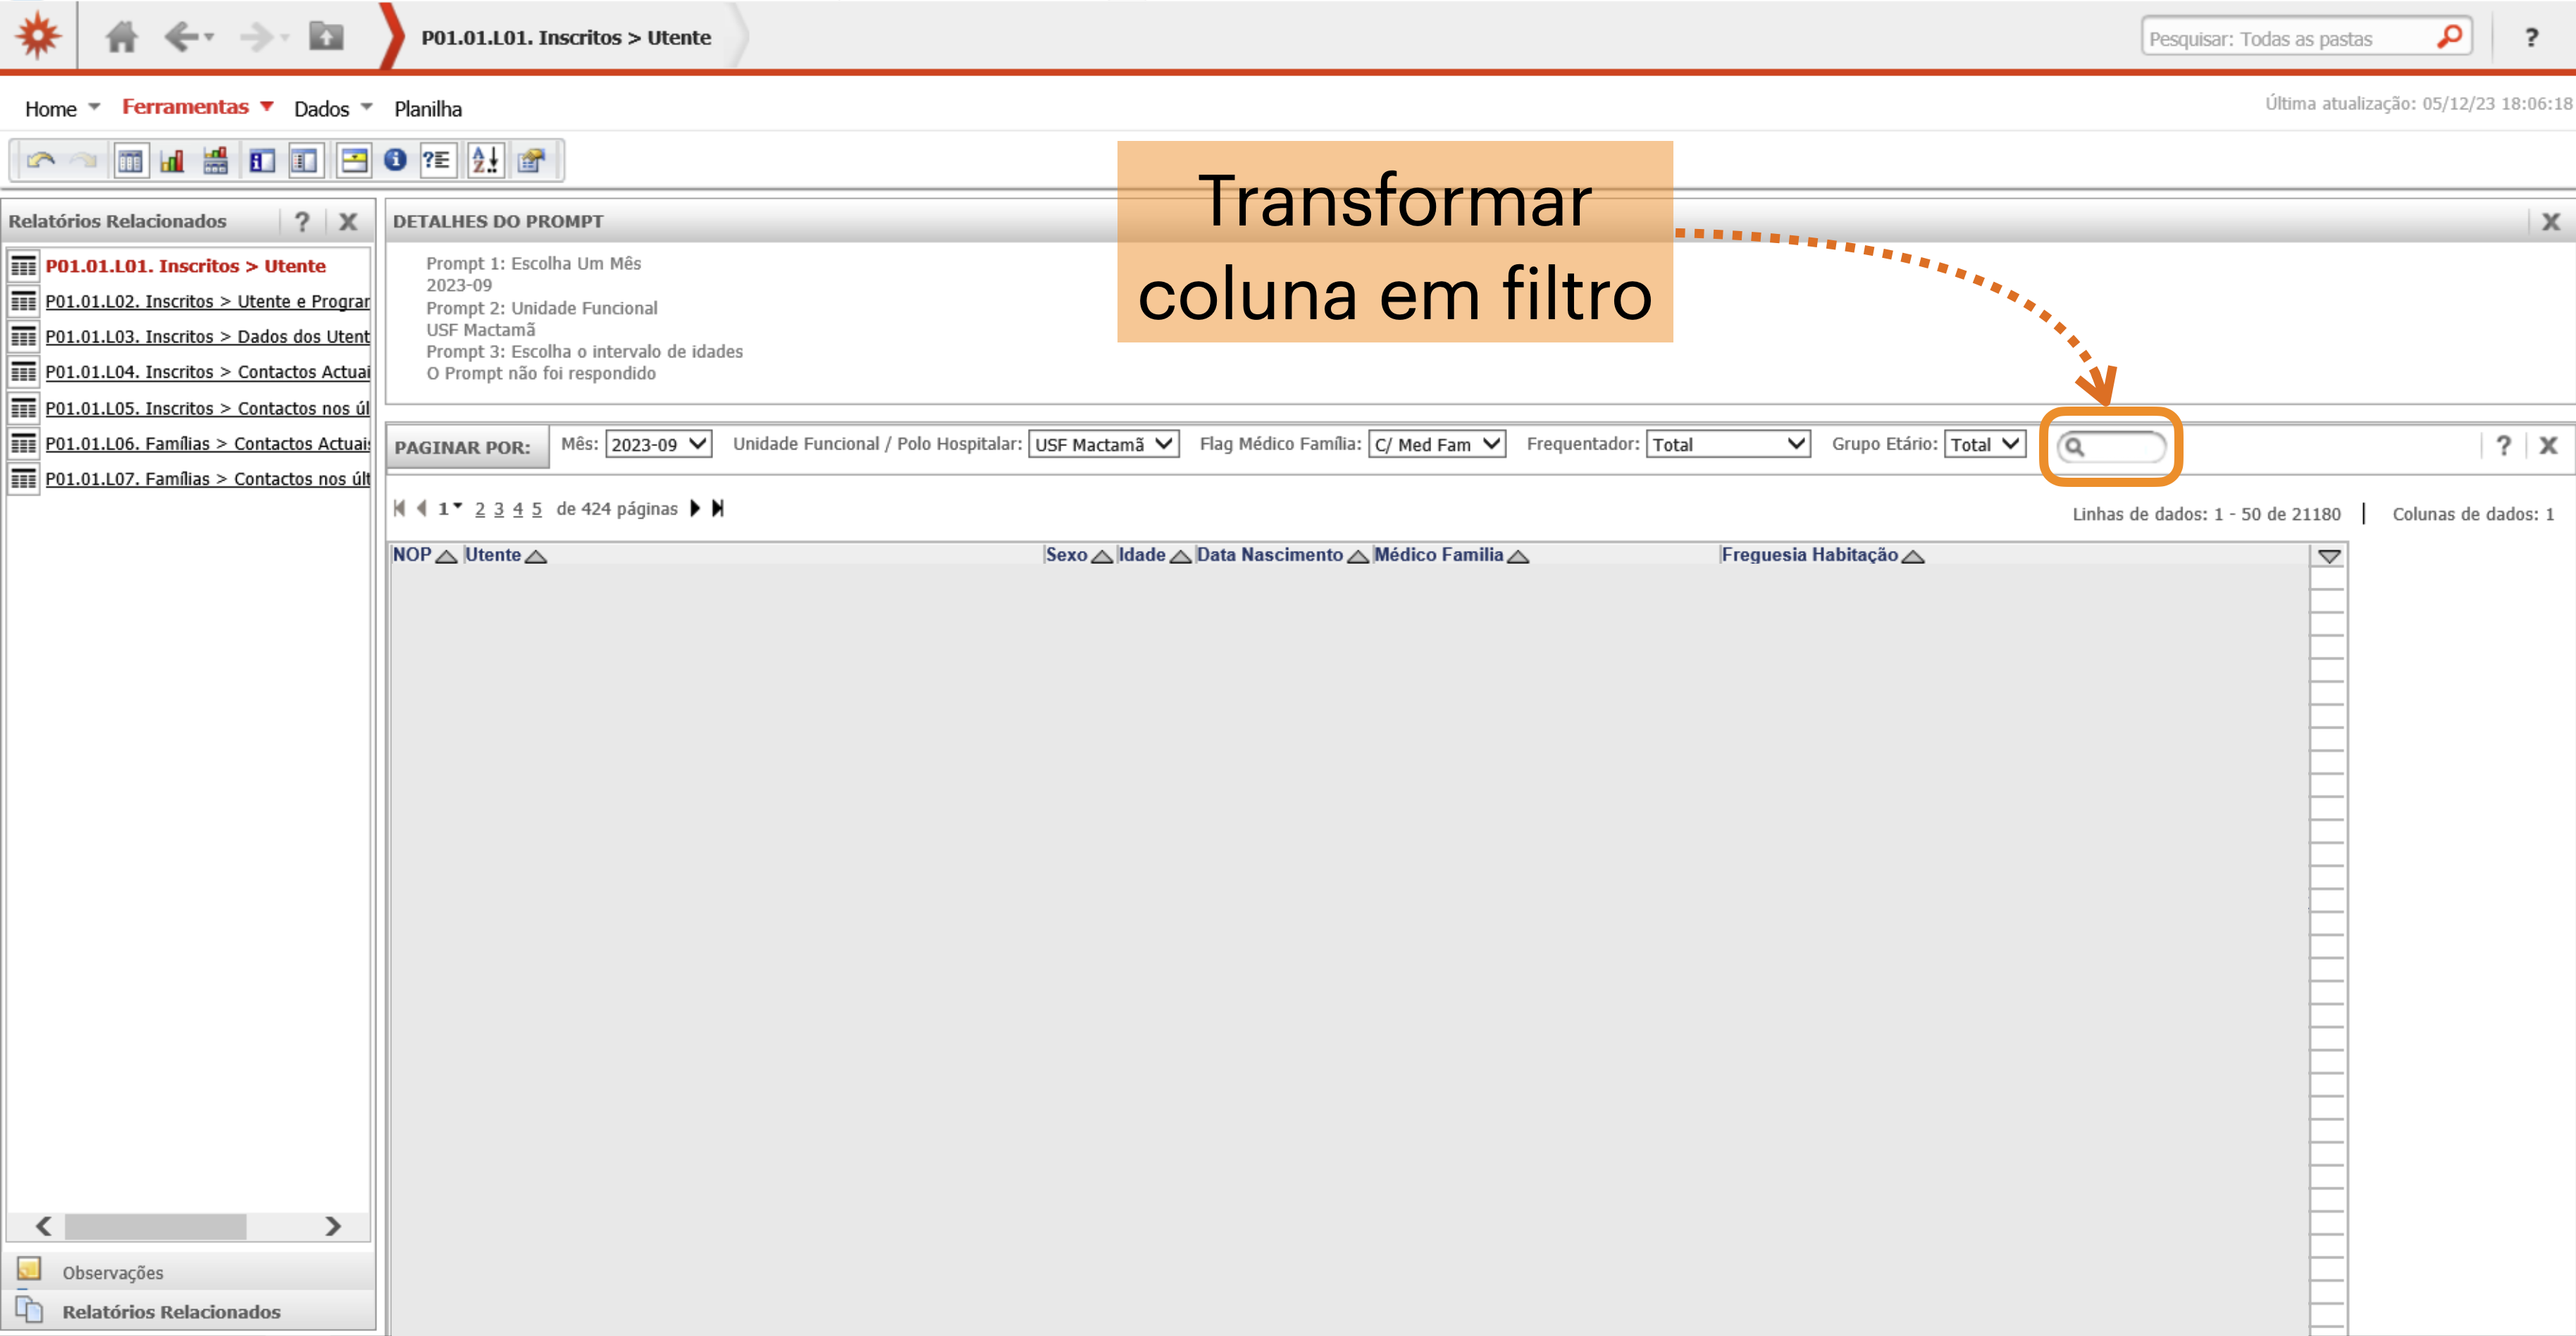 P01.01.L01. Inscritos > Utente
Pesquisar: Todas as pastas
?
Home
Ferramentas
Dados
Planilha
Última atualização: 05/12/23 18:06:18
Transformar
coluna em filtro
Relatórios Relacionados ? X
P01.01.L01. Inscritos > Utente
P01.01.L02. Inscritos > Utente e Prograr
P01.01.L03. Inscritos > Dados dos Utent
P01.01.L04. Inscritos > Contactos Actuai
P01.01.L05. Inscritos > Contactos nos úl
P01.01.L06. Famílias > Contactos Actuais
P01.01.L07. Famílias > Contactos nos últ
DETALHES DO PROMPT X
Prompt 1: Escolha Um Mês
2023-09
Prompt 2: Unidade Funcional
USF Mactamã
Prompt 3: Escolha o intervalo de idades
O Prompt não foi respondido
PAGINAR POR: Mês: 2023-09 Unidade Funcional / Polo Hospitalar: USF Mactamã Flag Médico Família: C/ Med Fam Frequentador: Total Grupo Etário: Total ? X
1 2 3 4 5 de 424 páginas
Linhas de dados: 1 - 50 de 21180 | Colunas de dados: 1
NOP Utente Sexo Idade Data Nascimento Médico Familia Freguesia Habitação
Observações
Relatórios Relacionados